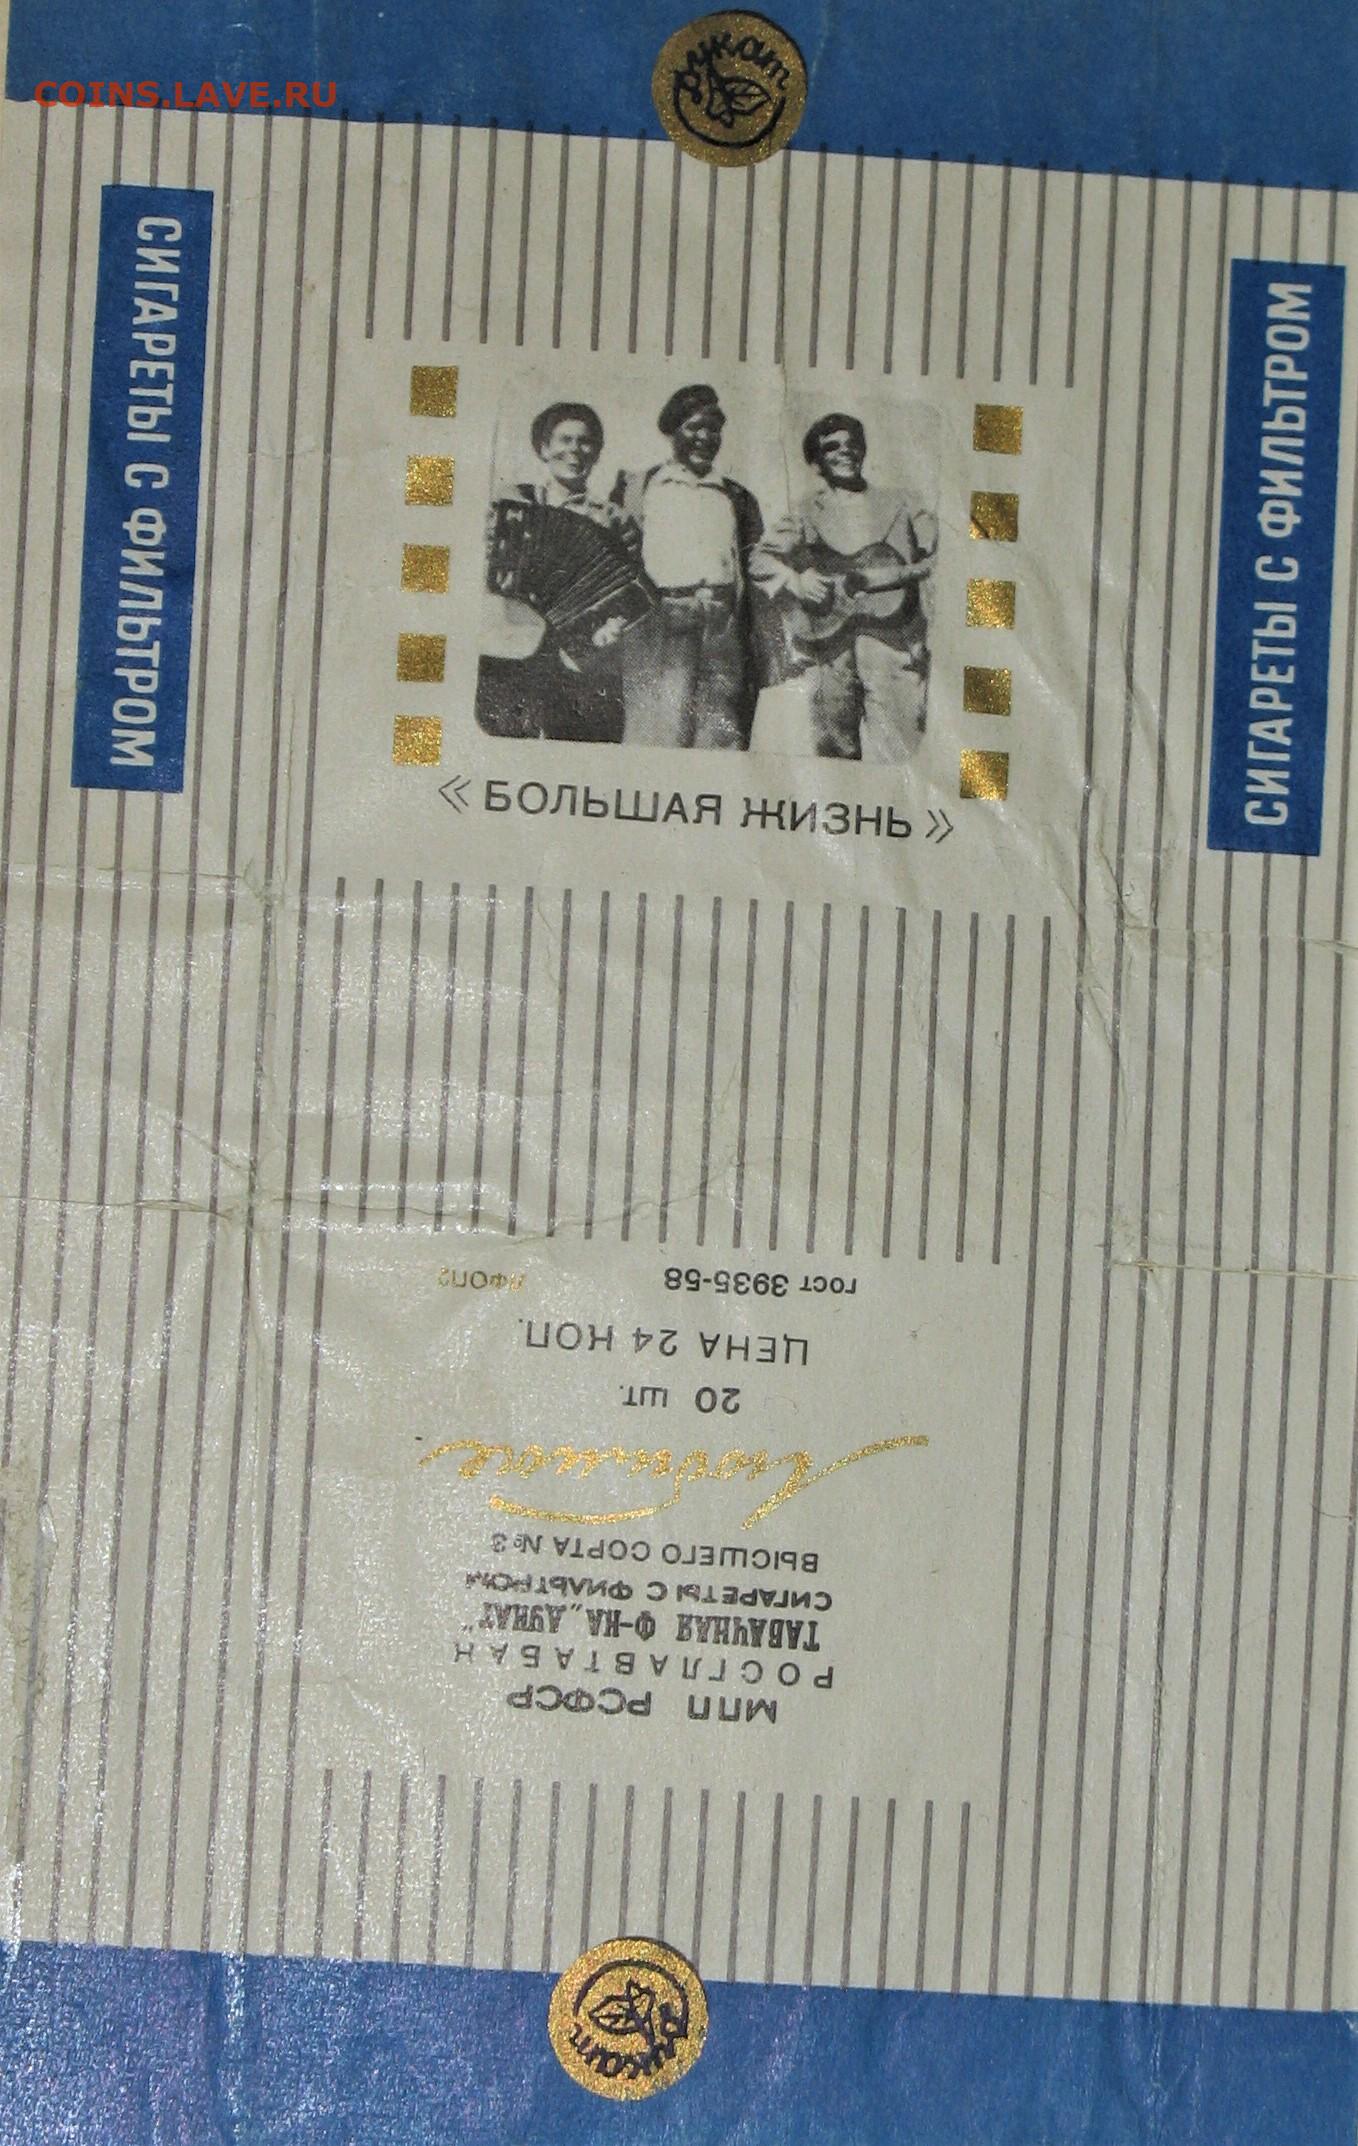 COINS.LAVE.RU
Дукат
СИГАРЕТЫ С ФИЛЬТРОМ
СИГАРЕТЫ С ФИЛЬТРОМ
«БОЛЬШАЯ ЖИЗНЬ»
МПП РСФСР
РОСГЛАВТАБАК
ТАБАЧНАЯ Ф-КА „ДУКАТ"
СИГАРЕТЫ С ФИЛЬТРОМ
ВЫСШЕГО СОРТА № 3
Любимые
20 ШТ.
ЦЕНА 24 КОП.
ГОСТ 3935-58
Дукат